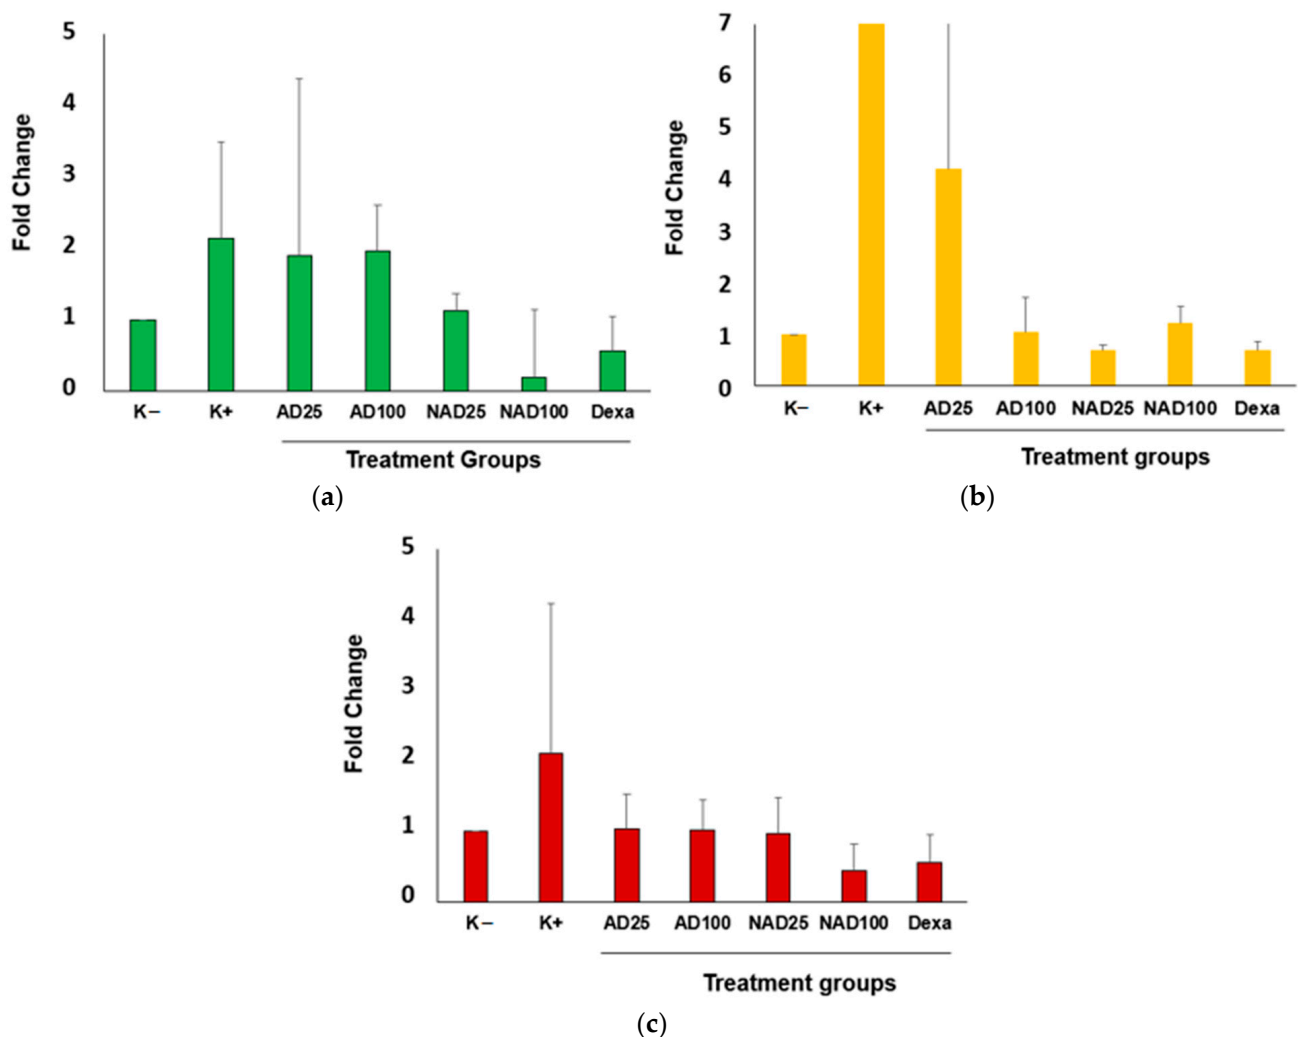 5
4
3
2
1
0
Fold Change
K– K+ AD25 AD100 NAD25 NAD100 Dexa
Treatment Groups
(a)
7
6
5
4
3
2
1
0
Fold Change
K– K+ AD25 AD100 NAD25 NAD100 Dexa
Treatment groups
(b)
5
4
3
2
1
0
Fold Change
K– K+ AD25 AD100 NAD25 NAD100 Dexa
Treatment groups
(c)